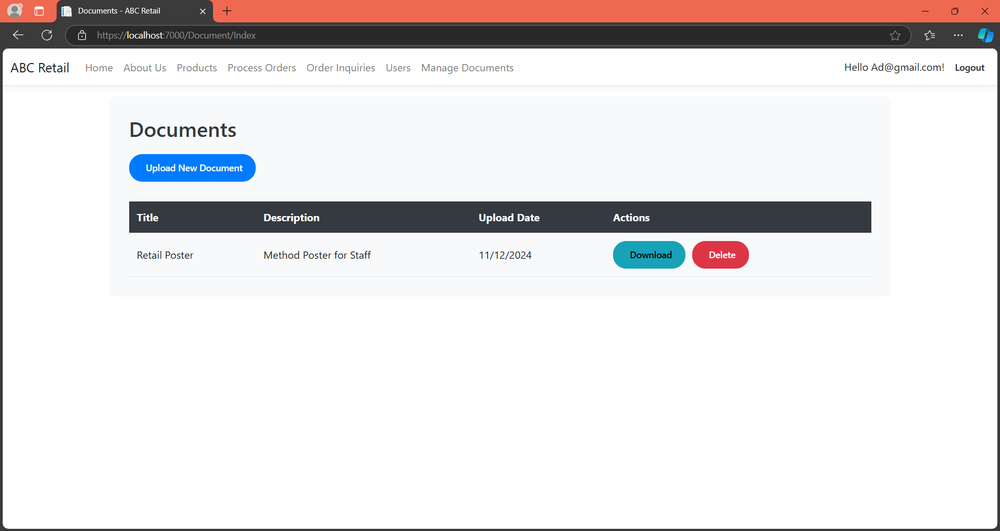 Documents - ABC Retail
https://localhost:7000/Document/Index
ABC Retail Home About Us Products Process Orders Order Inquiries Users Manage Documents Hello Ad@gmail.com! Logout
Documents
Upload New Document
Title Description Upload Date Actions
Retail Poster Method Poster for Staff 11/12/2024 Download Delete